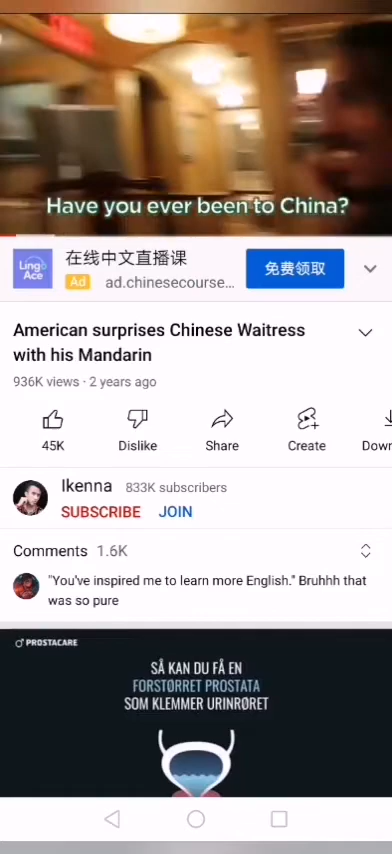 Have you ever been to China?
Ling
Ace
在线中文直播课
Ad ad.chinesecourse...
免费领取
American surprises Chinese Waitress
with his Mandarin
936K views · 2 years ago
45K
Dislike
Share
Create
Down
Ikenna 833K subscribers
SUBSCRIBE JOIN
Comments 1.6K
"You've inspired me to learn more English." Bruhhh that
was so pure
PROSTACARE
SÅ KAN DU FÅ EN
FORSTØRRET PROSTATA
SOM KLEMMER URINRØRET